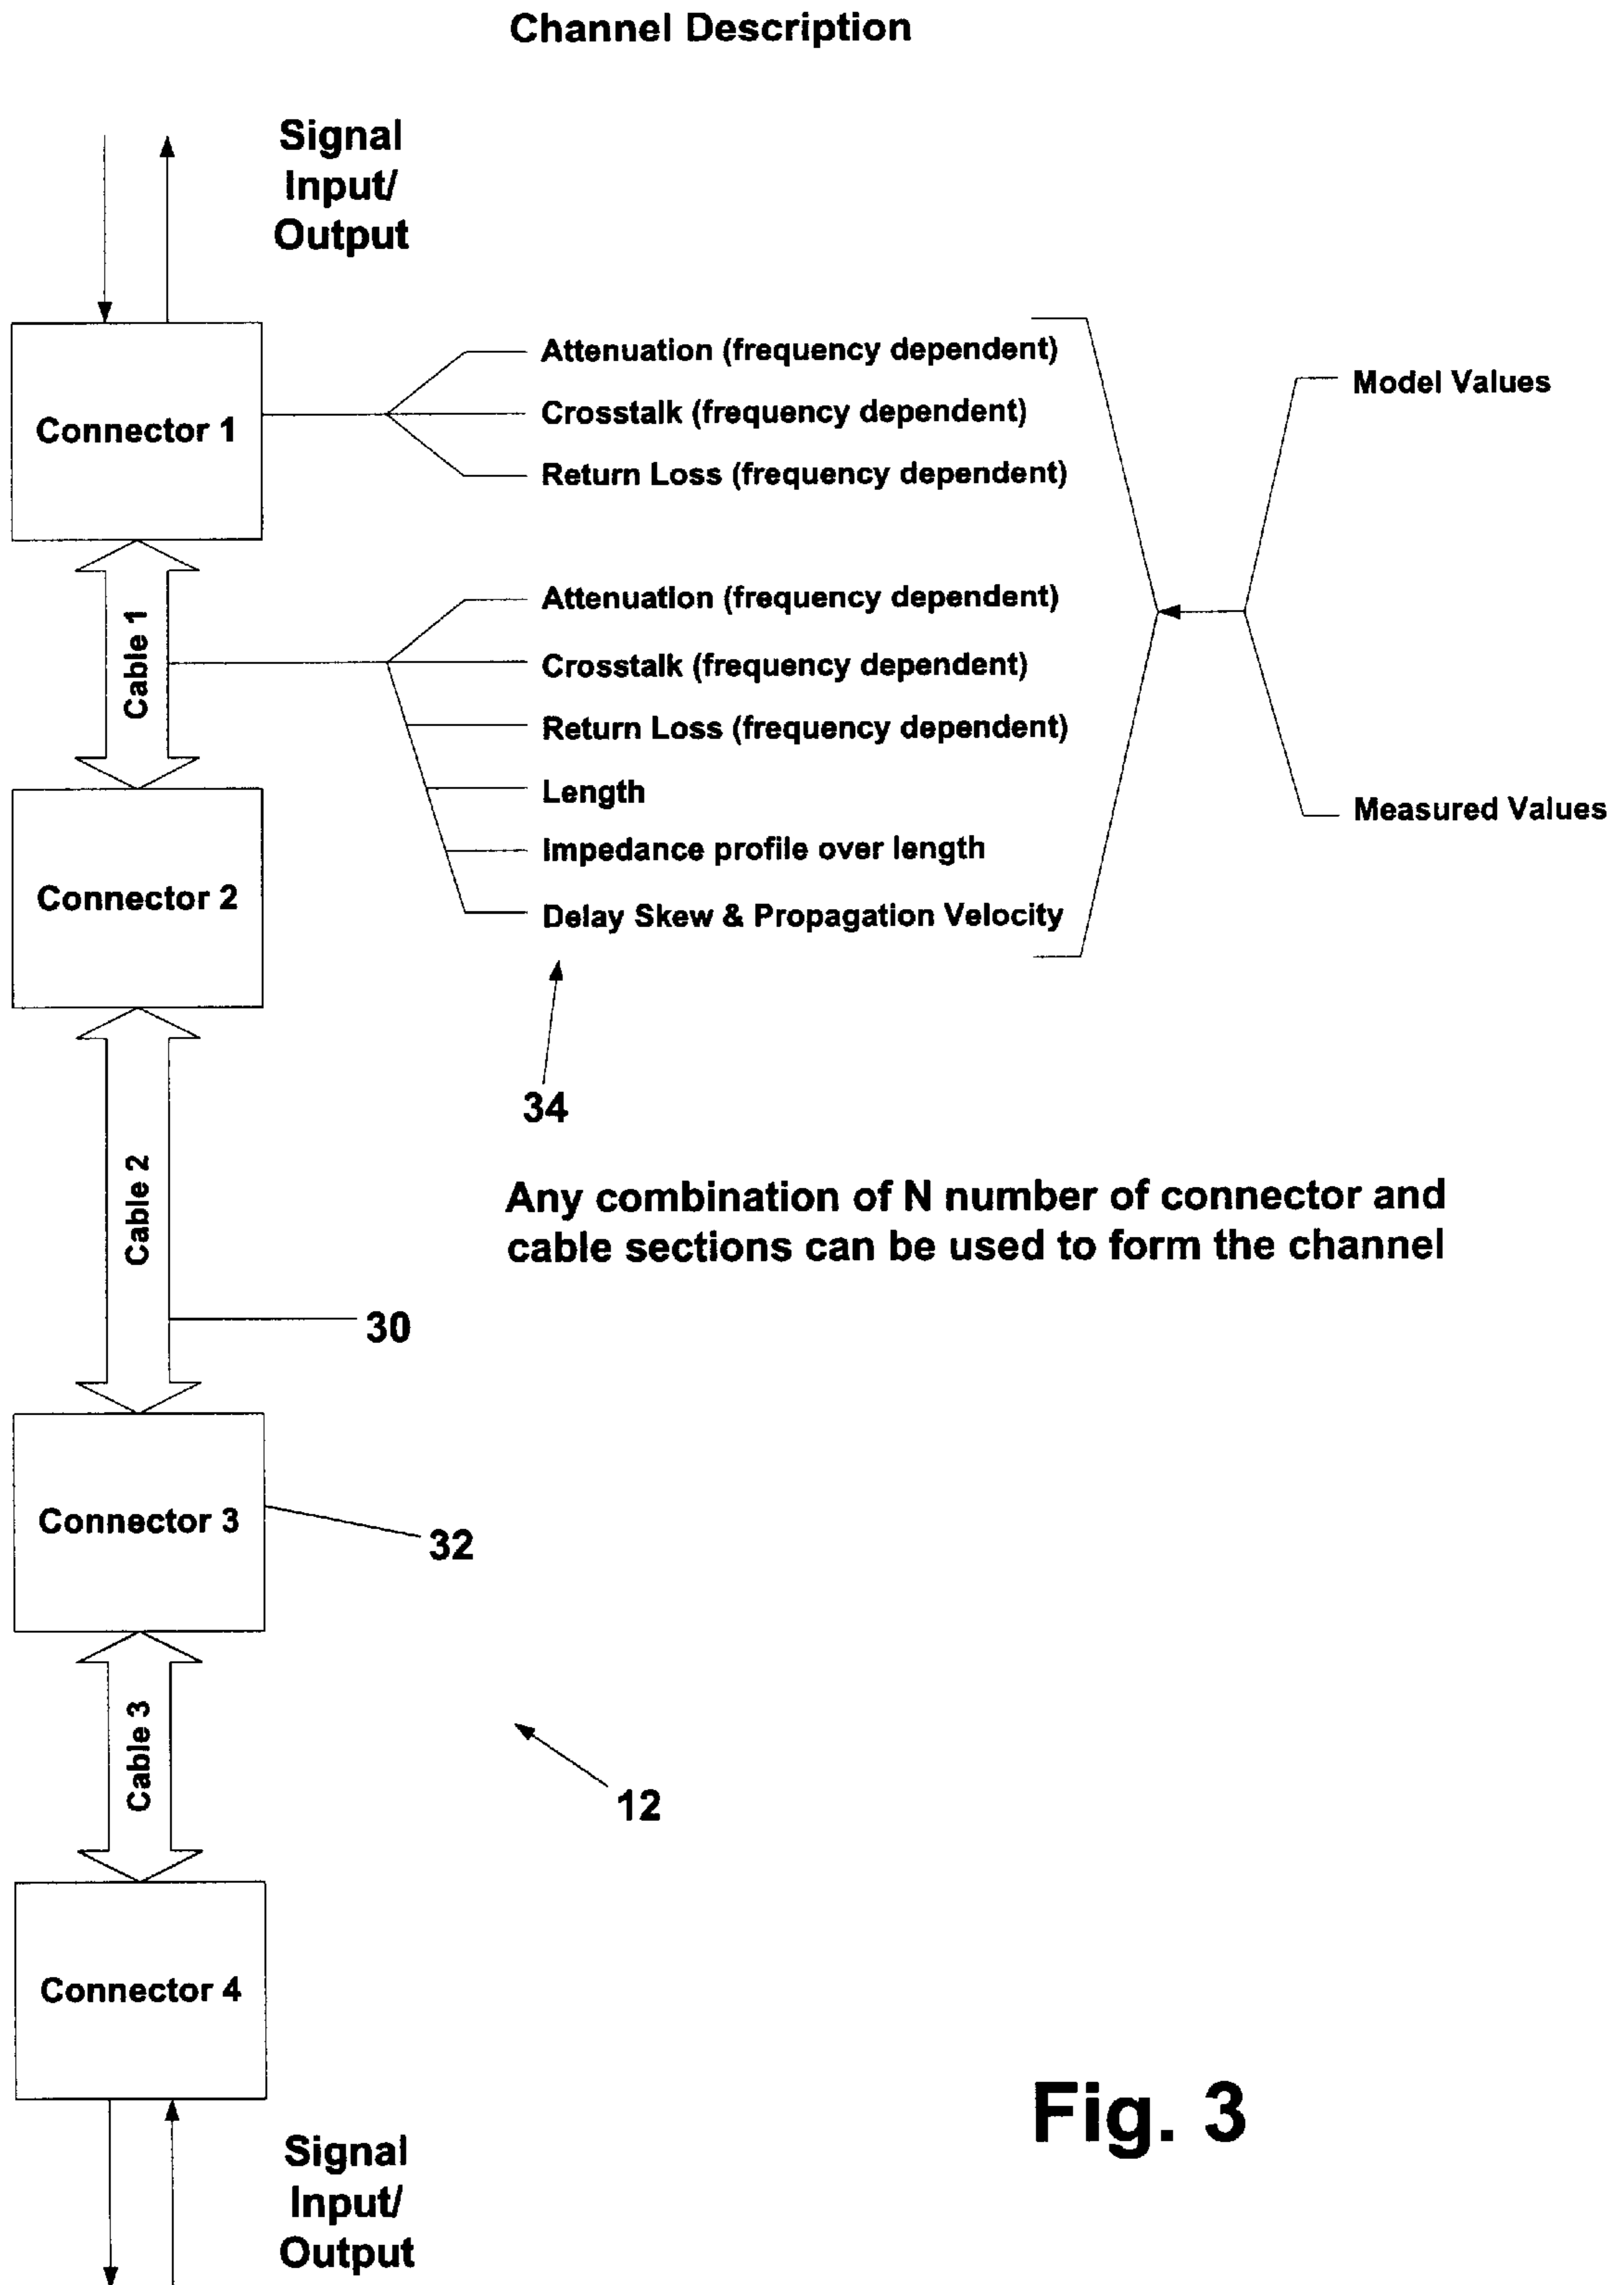 Channel Description
Signal
Input/
Output
Connector 1
Attenuation (frequency dependent)
Crosstalk (frequency dependent)
Return Loss (frequency dependent)
Model Values
Cable 1
Attenuation (frequency dependent)
Crosstalk (frequency dependent)
Return Loss (frequency dependent)
Length
Impedance profile over length
Delay Skew & Propagation Velocity
Measured Values
Connector 2
34
Any combination of N number of connector and
cable sections can be used to form the channel
Cable 2
30
Connector 3
32
Cable 3
12
Connector 4
Fig. 3
Signal
Input/
Output